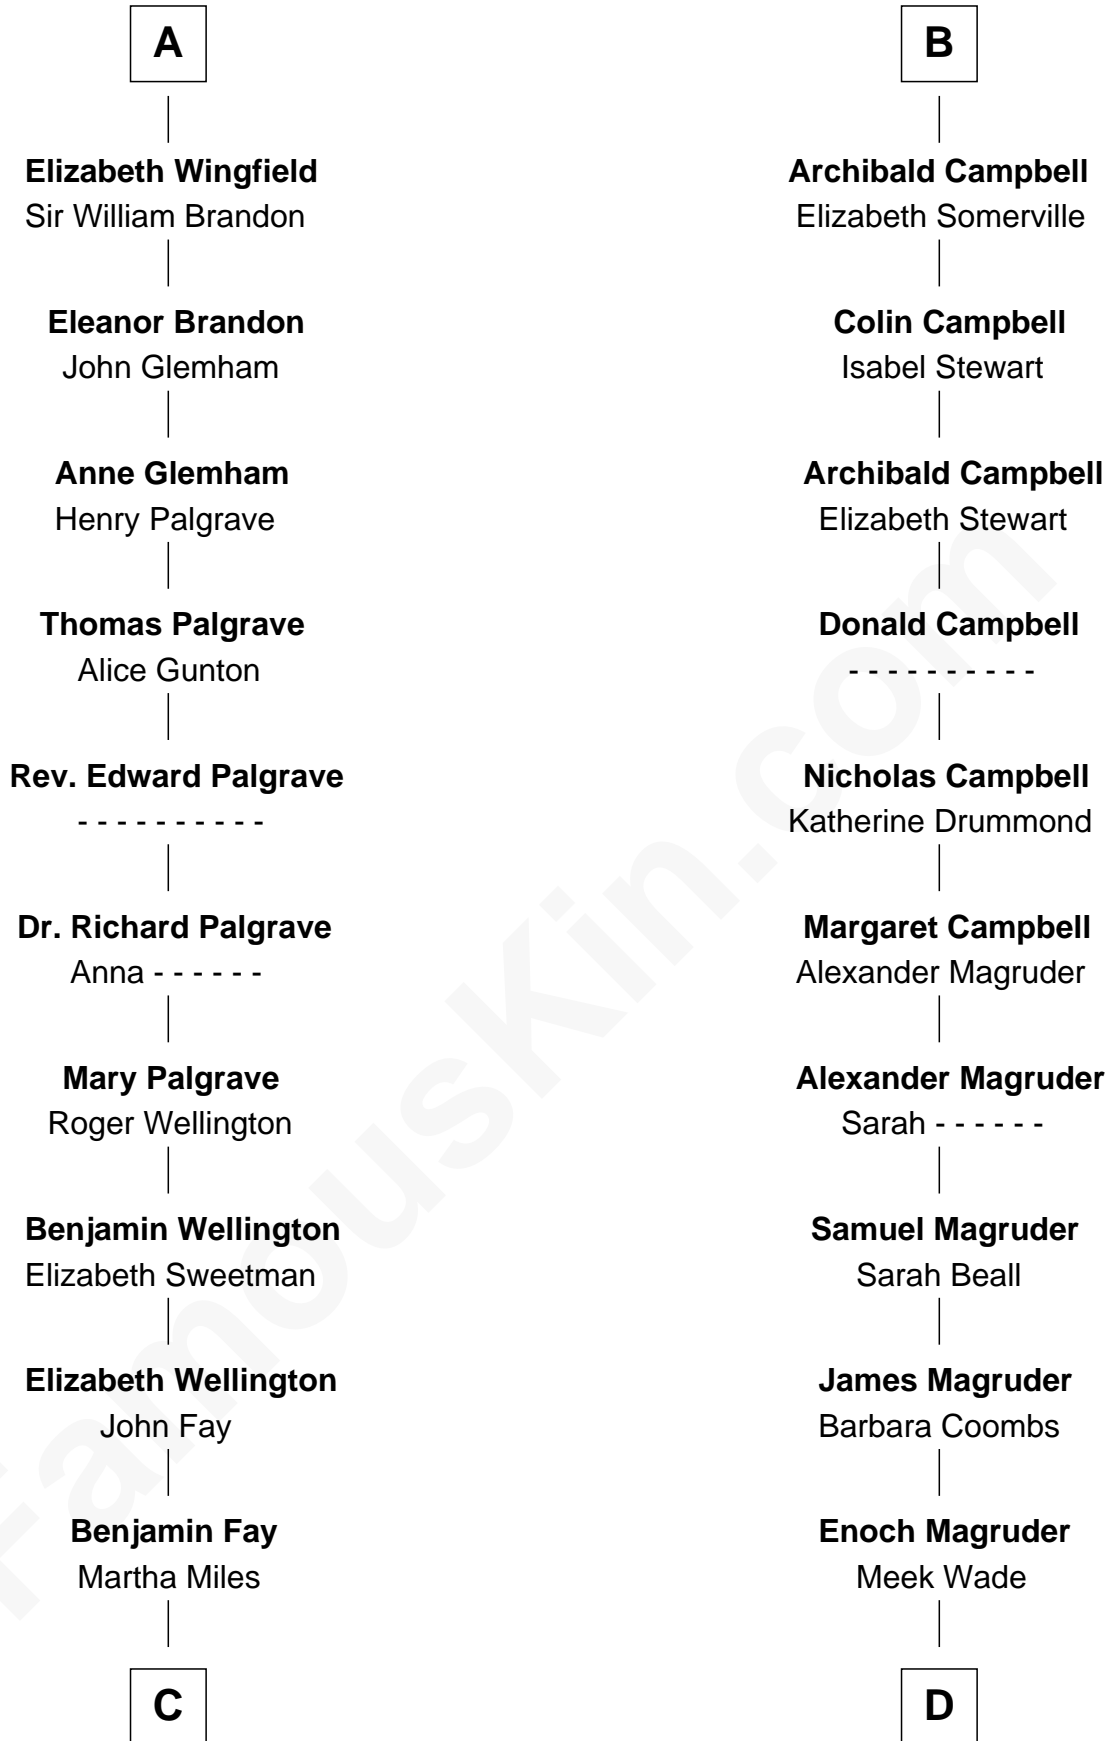 A
Elizabeth Wingfield
Sir William Brandon
Eleanor Brandon
John Glemham
Anne Glemham
Henry Palgrave
Thomas Palgrave
Alice Gunton
Rev. Edward Palgrave
- - - - - - - - - -
Dr. Richard Palgrave
Anna - - - - - -
Mary Palgrave
Roger Wellington
Benjamin Wellington
Elizabeth Sweetman
Elizabeth Wellington
John Fay
Benjamin Fay
Martha Miles
C
B
Archibald Campbell
Elizabeth Somerville
Colin Campbell
Isabel Stewart
Archibald Campbell
Elizabeth Stewart
Donald Campbell
- - - - - - - - - -
Nicholas Campbell
Katherine Drummond
Margaret Campbell
Alexander Magruder
Alexander Magruder
Sarah - - - - - -
Samuel Magruder
Sarah Beall
James Magruder
Barbara Coombs
Enoch Magruder
Meek Wade
D
FamousKin.com